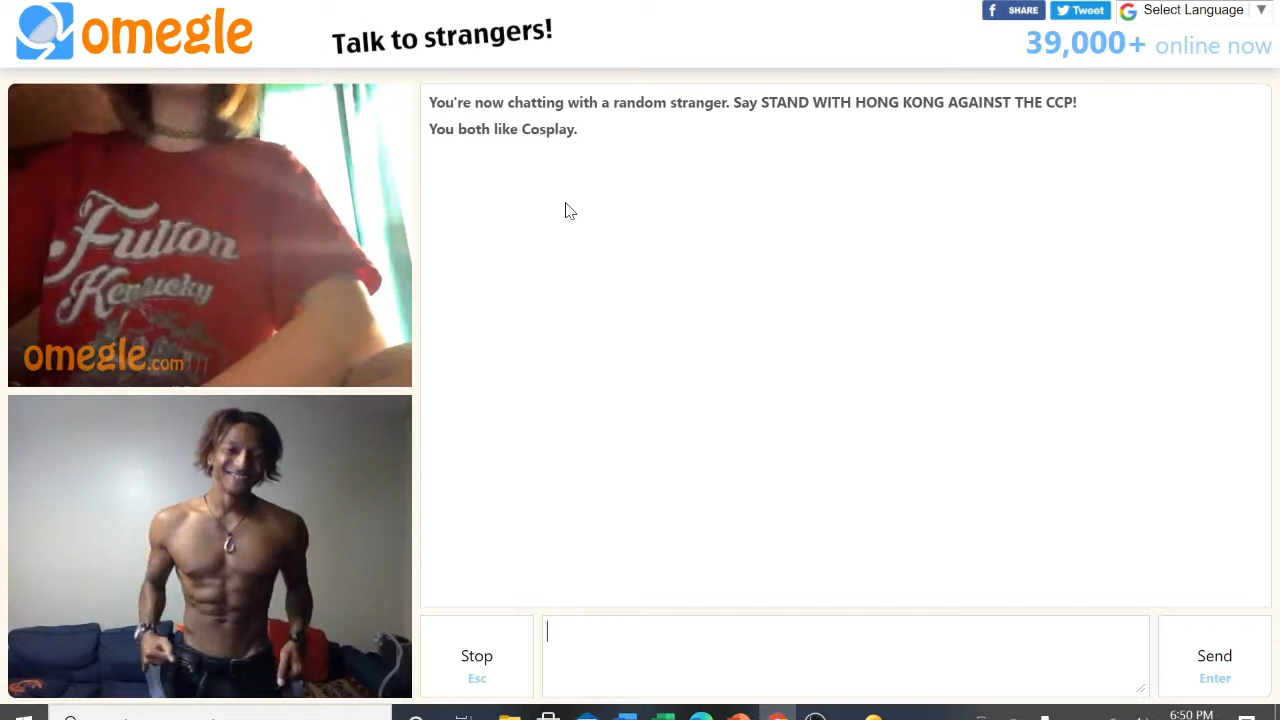 omegle
Talk to strangers!
SHARE
Tweet
Select Language
39,000+ online now
You're now chatting with a random stranger. Say STAND WITH HONG KONG AGAINST THE CCP!
You both like Cosplay.
Fulton
Kentucky
omegle.com
Stop
Esc
Send
Enter
6:50 PM